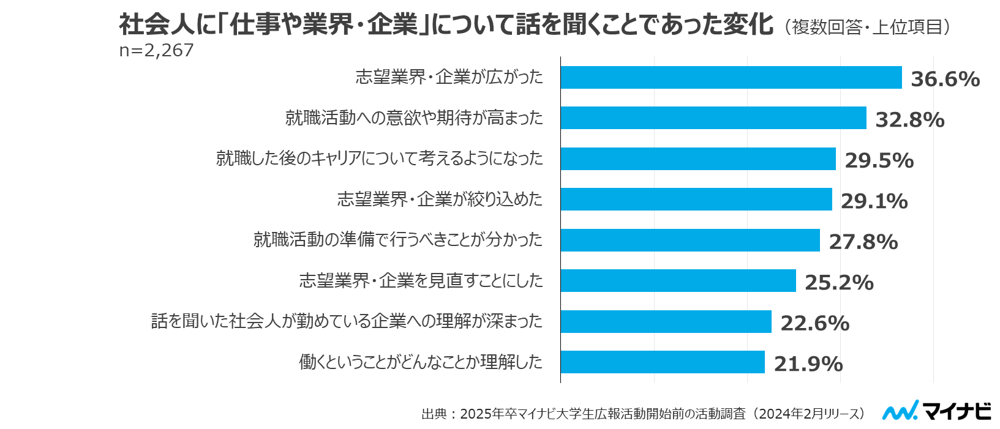 社会人に「仕事や業界・企業」について話を聞くことであった変化（複数回答・上位項目）
n=2,267
志望業界・企業が広がった 36.6%
就職活動への意欲や期待が高まった 32.8%
就職した後のキャリアについて考えるようになった 29.5%
志望業界・企業が絞り込めた 29.1%
就職活動の準備で行うべきことが分かった 27.8%
志望業界・企業を見直すことにした 25.2%
話を聞いた社会人が勤めている企業への理解が深まった 22.6%
働くということがどんなことか理解した 21.9%
出典：2025年卒マイナビ大学生広報活動開始前の活動調査（2024年2月リリース）
マイナビ